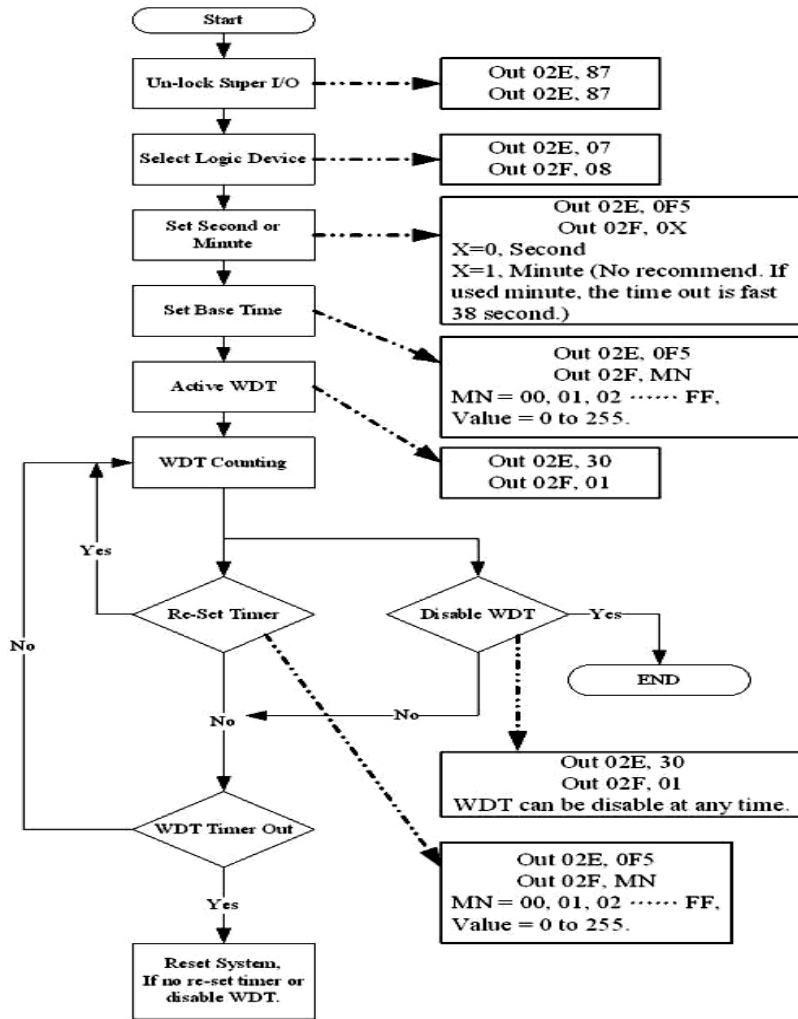 Start
Un-lock Super I/O
Out 02E, 87
Out 02E, 87
Select Logic Device
Out 02E, 07
Out 02F, 08
Set Second or
Minute
Out 02E, 0F5
Out 02F, 0X
X=0, Second
X=1, Minute (No recommend. If
used minute, the time out is fast
38 second.)
Set Base Time
Out 02E, 0F5
Out 02F, MN
MN = 00, 01, 02 ······ FF,
Value = 0 to 255.
Active WDT
Out 02E, 30
Out 02F, 01
WDT Counting
Yes
Re-Set Timer
Disable WDT
Yes
No
END
No
No
Out 02E, 30
Out 02F, 01
WDT can be disable at any time.
WDT Timer Out
Out 02E, 0F5
Out 02F, MN
MN = 00, 01, 02 ······ FF,
Value = 0 to 255.
Yes
Reset System,
If no re-set timer or
disable WDT.